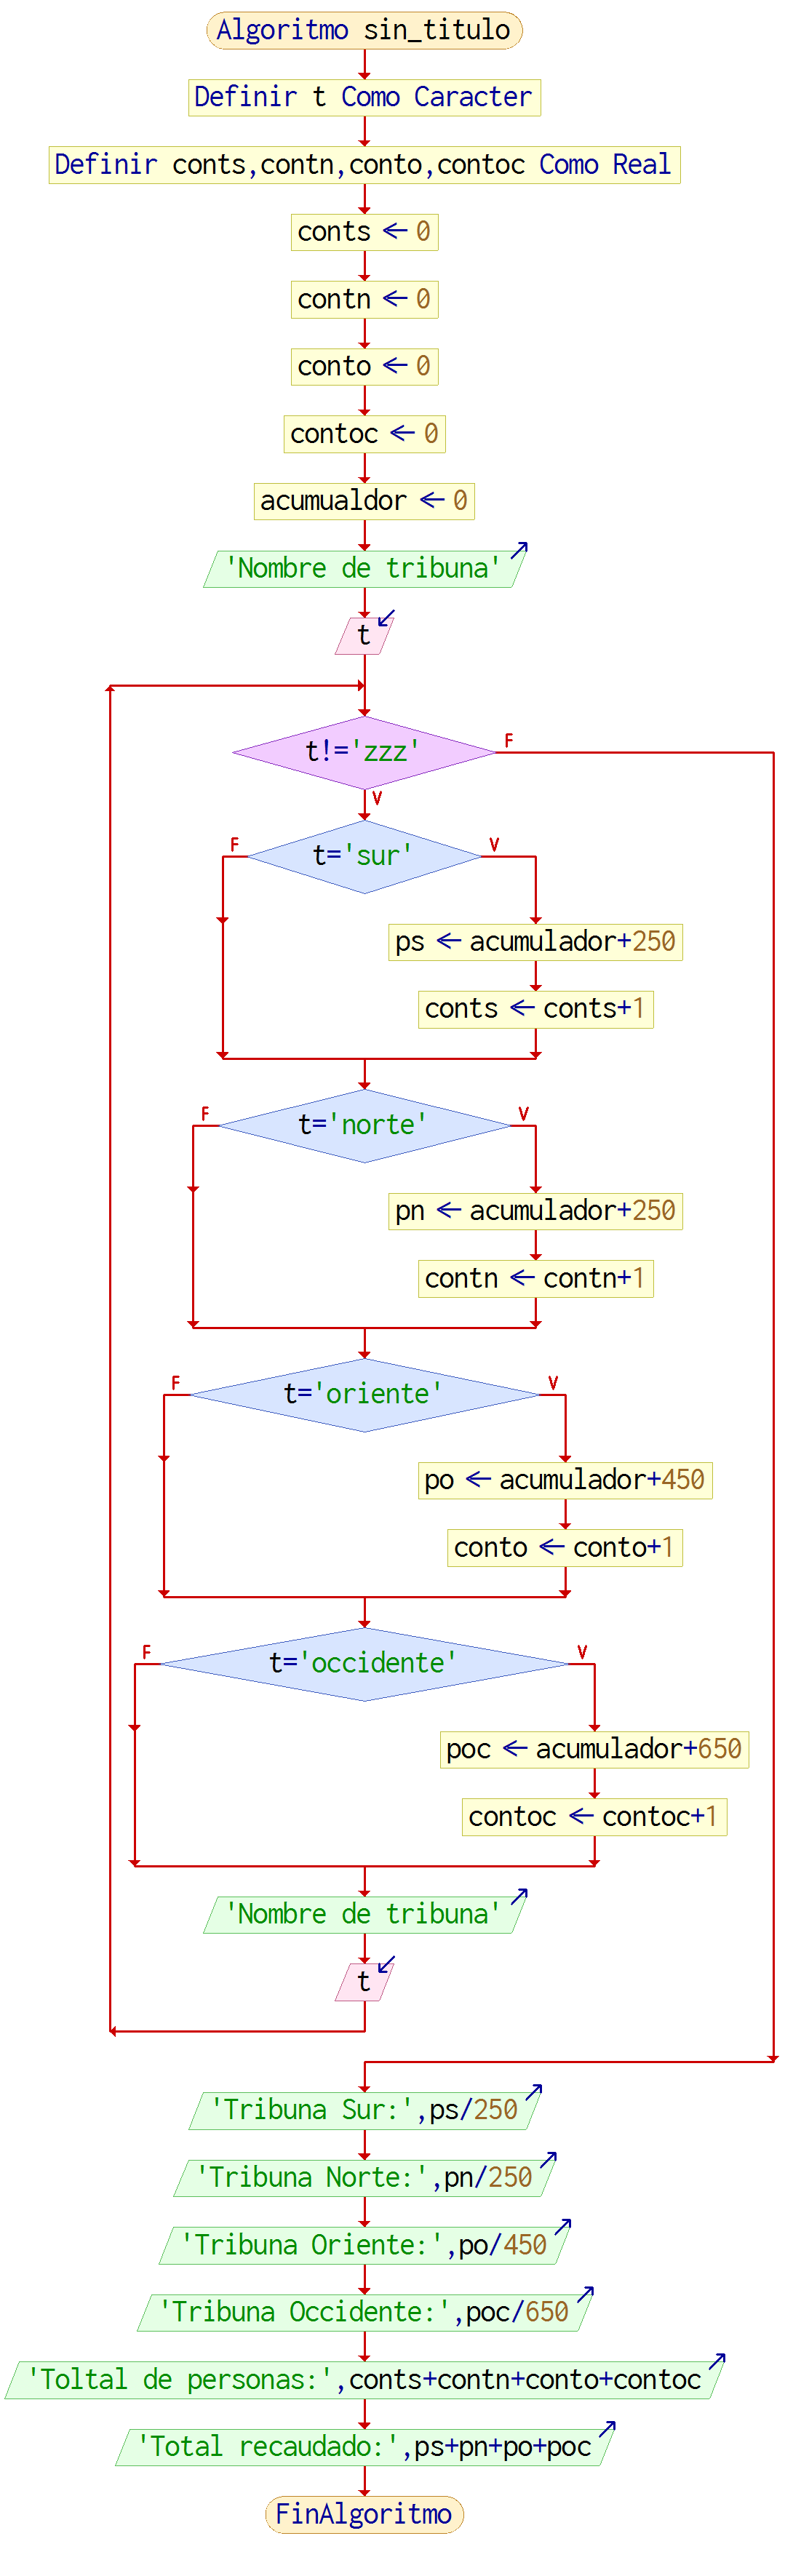 Algoritmo sin_titulo
Definir t Como Caracter
Definir conts,contn,conto,contoc Como Real
conts ← 0
contn ← 0
conto ← 0
contoc ← 0
acumualdor ← 0
'Nombre de tribuna'
t
t!='zzz'
F
V
F
t='sur'
V
ps ← acumulador+250
conts ← conts+1
F
t='norte'
V
pn ← acumulador+250
contn ← contn+1
F
t='oriente'
V
po ← acumulador+450
conto ← conto+1
F
t='occidente'
V
poc ← acumulador+650
contoc ← contoc+1
'Nombre de tribuna'
t
'Tribuna Sur:',ps/250
'Tribuna Norte:',pn/250
'Tribuna Oriente:',po/450
'Tribuna Occidente:',poc/650
'Toltal de personas:',conts+contn+conto+contoc
'Total recaudado:',ps+pn+po+poc
FinAlgoritmo